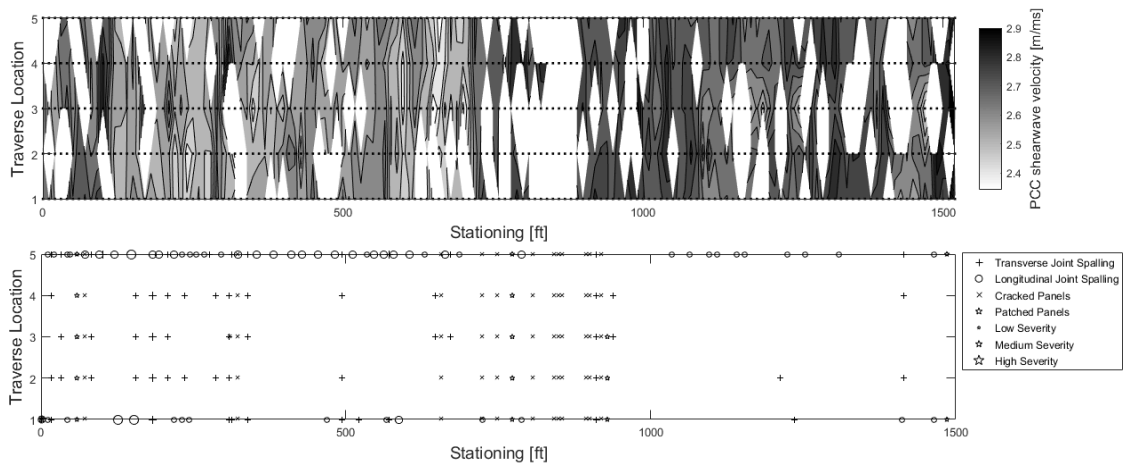 5
4
3
2
1
Traverse Location
0
500
1000
1500
Stationing [ft]
2.9
2.8
2.7
2.6
2.5
2.4
PCC shearwave velocity [m/ms]
5
4
3
2
1
Traverse Location
0
500
1000
1500
Stationing [ft]
Transverse Joint Spalling
Longitudinal Joint Spalling
Cracked Panels
Patched Panels
Low Severity
Medium Severity
High Severity